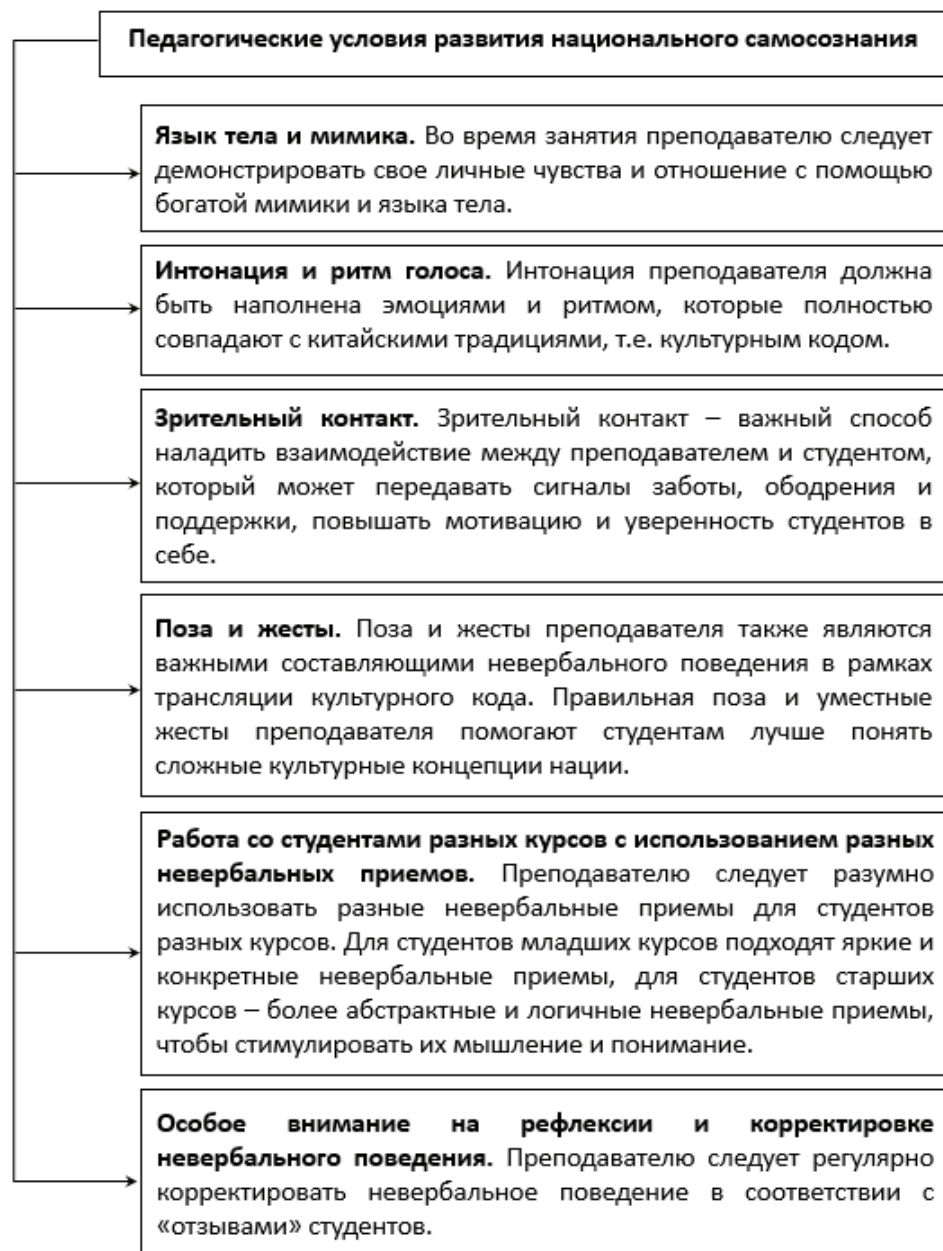 Педагогические условия развития национального самосознания
Язык тела и мимика. Во время занятия преподавателю следует
демонстрировать свое личные чувства и отношение с помощью
богатой мимики и языка тела.
Интонация и ритм голоса. Интонация преподавателя должна
быть наполнена эмоциями и ритмом, которые полностью
совпадают с китайскими традициями, т.е. культурным кодом.
Зрительный контакт. Зрительный контакт – важный способ
наладить взаимодействие между преподавателем и студентом,
который может передавать сигналы заботы, ободрения и
поддержки, повышать мотивацию и уверенность студентов в
себе.
Поза и жесты. Поза и жесты преподавателя также являются
важными составляющими невербального поведения в рамках
трансляции культурного кода. Правильная поза и уместные
жесты преподавателя помогают студентам лучше понять
сложные культурные концепции нации.
Работа со студентами разных курсов с использованием разных
невербальных приемов. Преподавателю следует разумно
использовать разные невербальные приемы для студентов
разных курсов. Для студентов младших курсов подходят яркие и
конкретные невербальные приемы, для студентов старших
курсов – более абстрактные и логичные невербальные приемы,
чтобы стимулировать их мышление и понимание.
Особое внимание на рефлексии и корректировке
невербального поведения. Преподавателю следует регулярно
корректировать невербальное поведение в соответствии с
«отзывами» студентов.